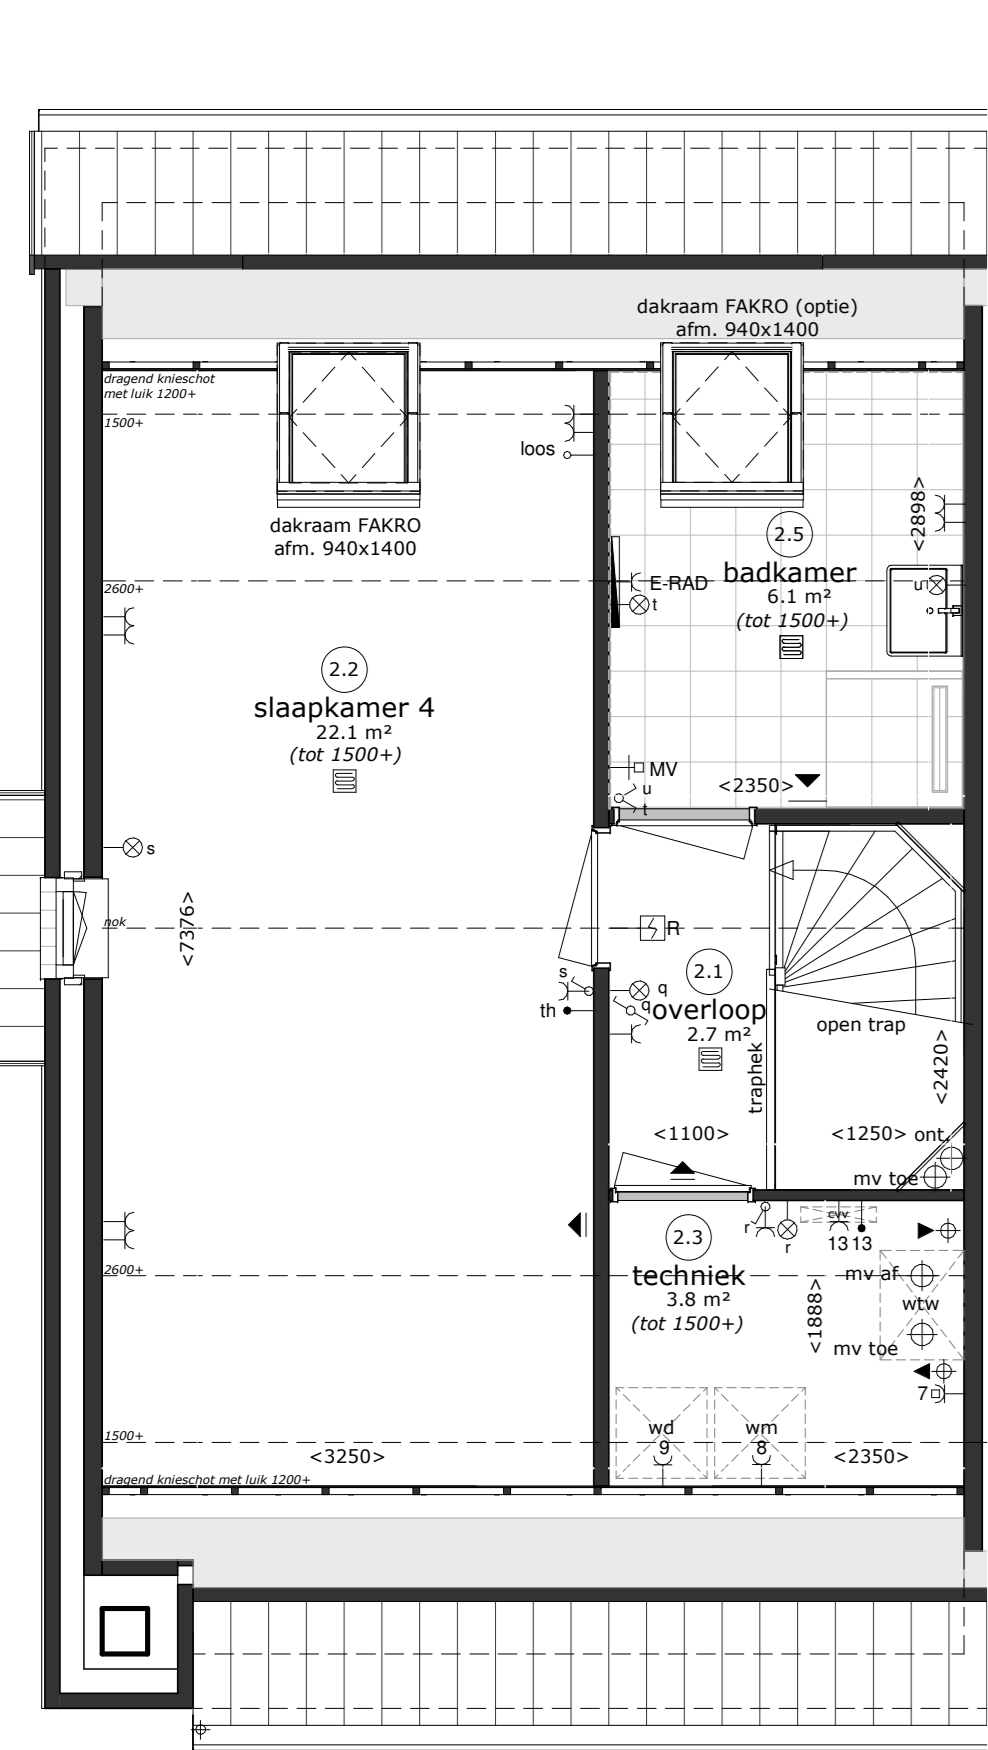 dakraam FAKRO (optie)
afm. 940x1400
dragend knieschot
met luik 1200+
1500+
loos
dakraam FAKRO
afm. 940x1400
<2898>
2.5
badkamer
6.1 m²
(tot 1500+)
E-RAD
t
u
2600+
2.2
slaapkamer 4
22.1 m²
(tot 1500+)
MV
u
t
<2350>
s
nok
<7376>
R
s
th
q
q
2.1
overloop
2.7 m²
open trap
traphek
<2420>
<1100>
<1250>
ont.
mv toe
r
r
2.3
techniek
3.8 m²
(tot 1500+)
cvv
13
13
mv af
wtw
mv toe
<1888>
7
2600+
1500+
<3250>
wd
9
wm
8
<2350>
dragend knieschot met luik 1200+